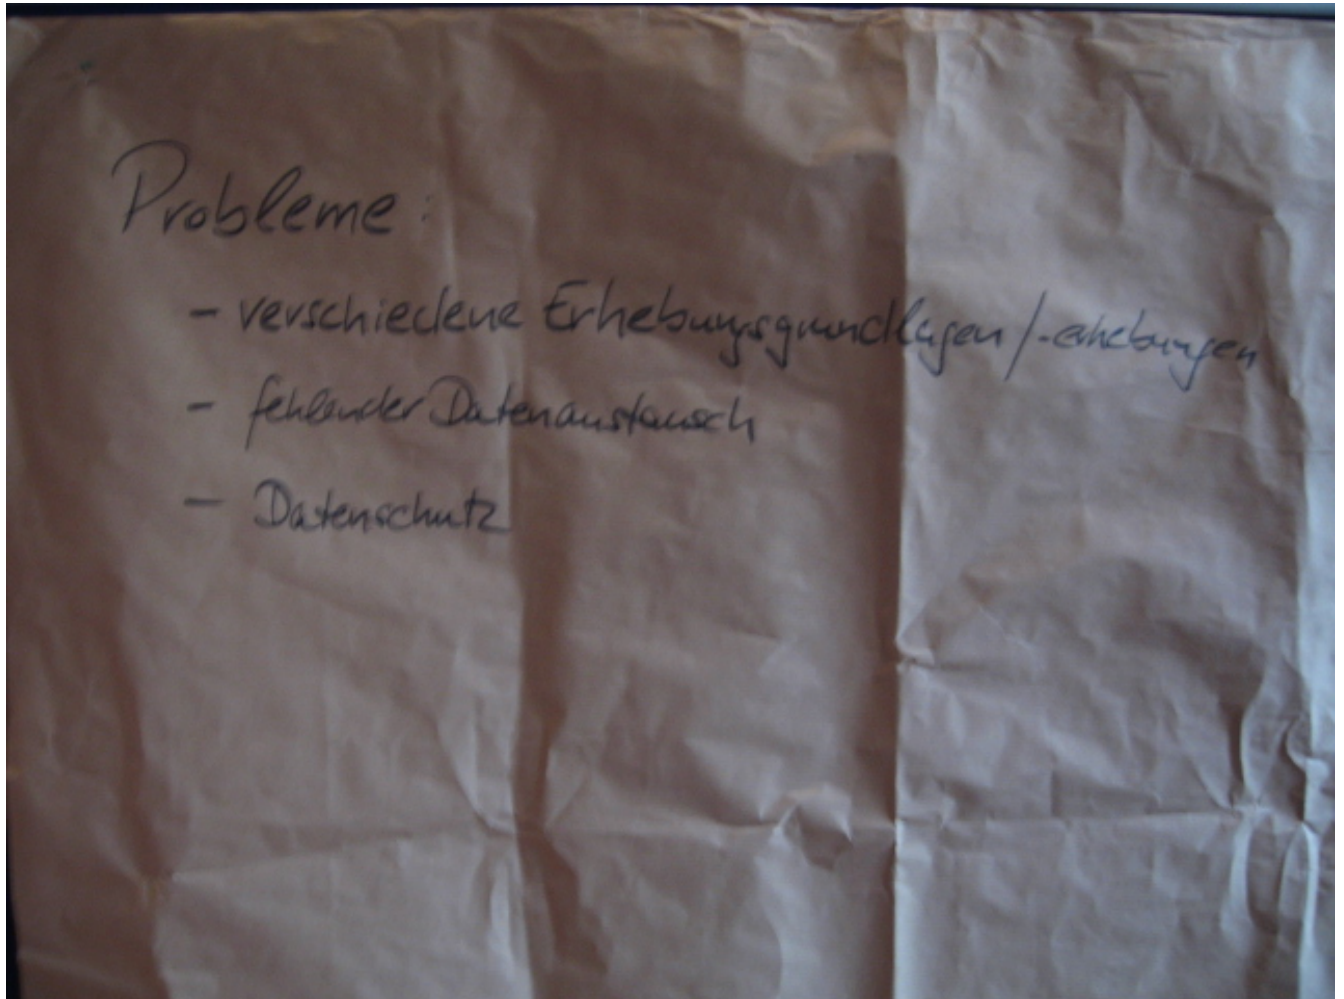 Probleme:
- verschiedene Erhebungsgrundlagen / -erhebungen
- fehlender Datenaustausch
- Datenschutz